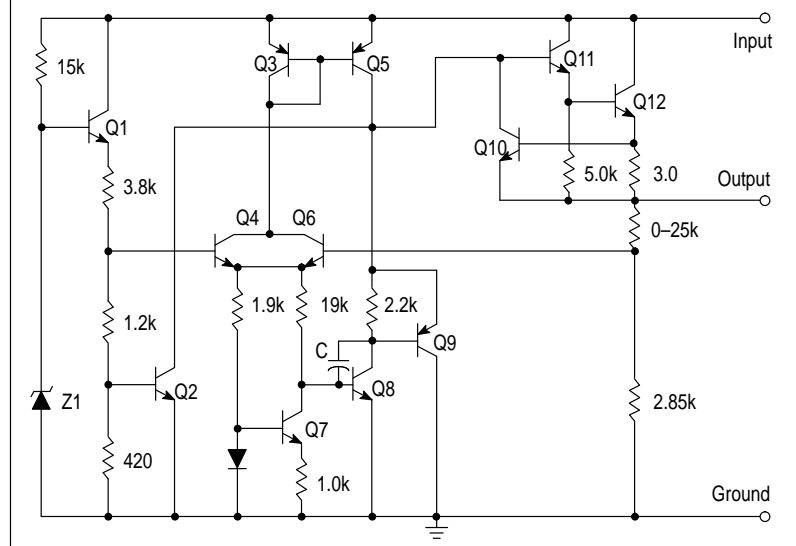 Input
Q3
Q5
Q11
15k
Q12
Q1
Q10
3.8k
5.0k
3.0
Output
Q4
Q6
0–25k
1.9k
19k
2.2k
1.2k
C
Q9
Q2
Q8
Z1
2.85k
Q7
420
1.0k
Ground